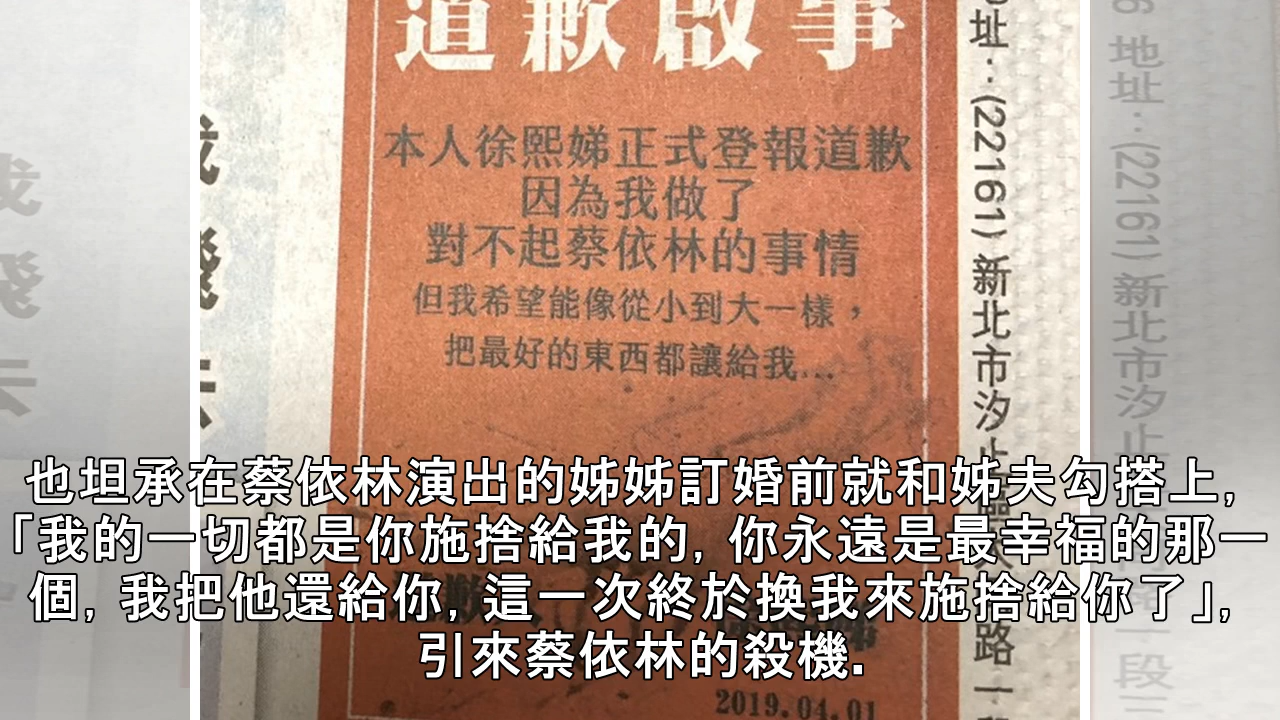 道歉啟事
本人徐熙娣正式登報道歉
因為我做了
對不起蔡依林的事情
但我希望能像從小到大一樣，
把最好的東西都讓給我...
2019.04.01
址：(22161) 新北市汐
路一
6 地址：(22161) 新北市汐止
一段三
也坦承在蔡依林演出的姊姊訂婚前就和姊夫勾搭上,
「我的一切都是你施捨給我的, 你永遠是最幸福的那一
個, 我把他還給你, 這一次終於換我來施捨給你了」,
引來蔡依林的殺機.